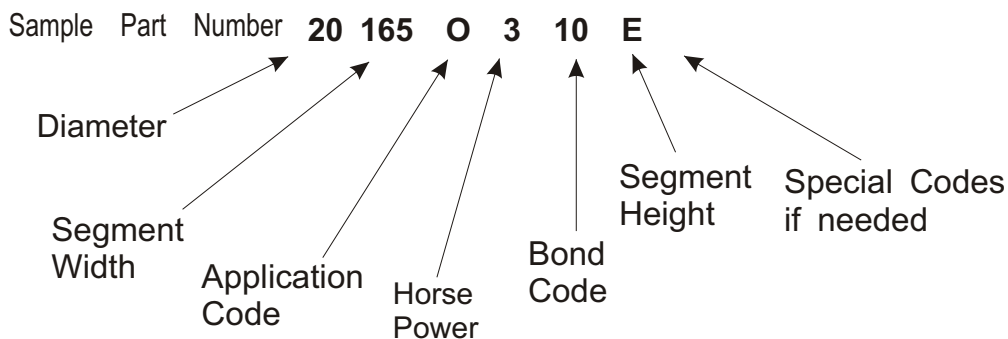 Sample Part Number 20 165 O 3 10 E
Diameter
Segment
Width
Application
Code
Horse
Power
Bond
Code
Segment
Height
Special Codes
if needed